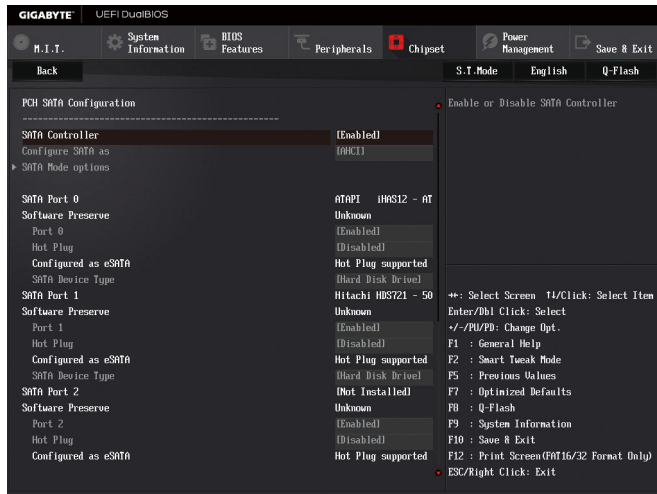 GIGABYTE™ UEFI DualBIOS
M.I.T.
System Information
BIOS Features
Peripherals
Chipset
Power Management
Save & Exit
Back
S.T.Mode English Q-Flash
PCH SATA Configuration
Enable or Disable SATA Controller
SATA Controller [Enabled]
Configure SATA as [AHCI]
SATA Mode options
SATA Port 0 ATAPI iHAS12 - AT
Software Preserve Unknown
Port 0 [Enabled]
Hot Plug [Disabled]
Configured as eSATA Hot Plug supported
SATA Device Type [Hard Disk Drive]
SATA Port 1 Hitachi HDS721 - 50
Software Preserve Unknown
Port 1 [Enabled]
Hot Plug [Disabled]
Configured as eSATA Hot Plug supported
SATA Device Type [Hard Disk Drive]
SATA Port 2 [Not Installed]
Software Preserve Unknown
Port 2 [Enabled]
Hot Plug [Disabled]
Configured as eSATA Hot Plug supported
→←: Select Screen ↑↓/Click: Select Item
Enter/Dbl Click: Select
+/-/PU/PD: Change Opt.
F1 : General Help
F2 : Smart Tweak Mode
F5 : Previous Values
F7 : Optimized Defaults
F8 : Q-Flash
F9 : System Information
F10 : Save & Exit
F12 : Print Screen(FAT16/32 Format Only)
ESC/Right Click: Exit